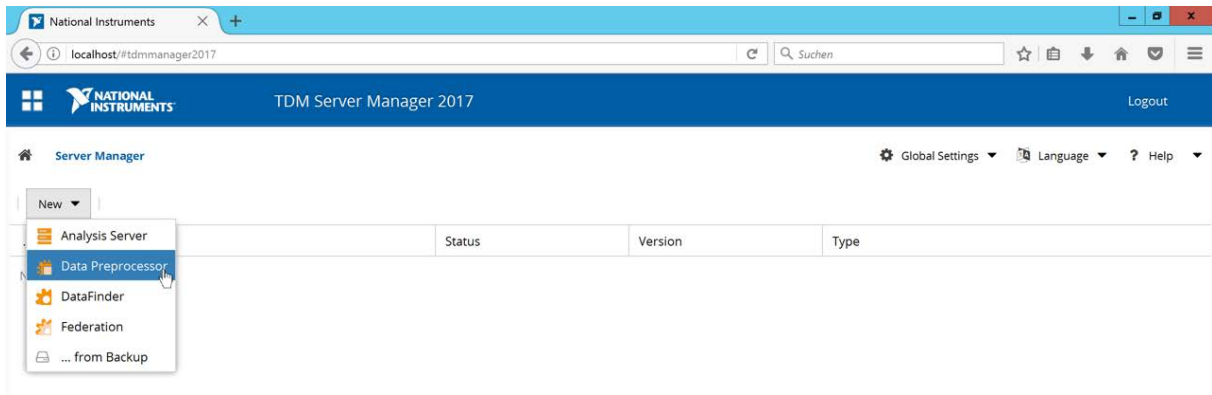 National Instruments
localhost/#tdmmanager2017
Suchen
NATIONAL INSTRUMENTS
TDM Server Manager 2017
Logout
Server Manager
Global Settings
Language
? Help
New
Analysis Server
Status
Version
Type
Data Preprocessor
DataFinder
Federation
... from Backup